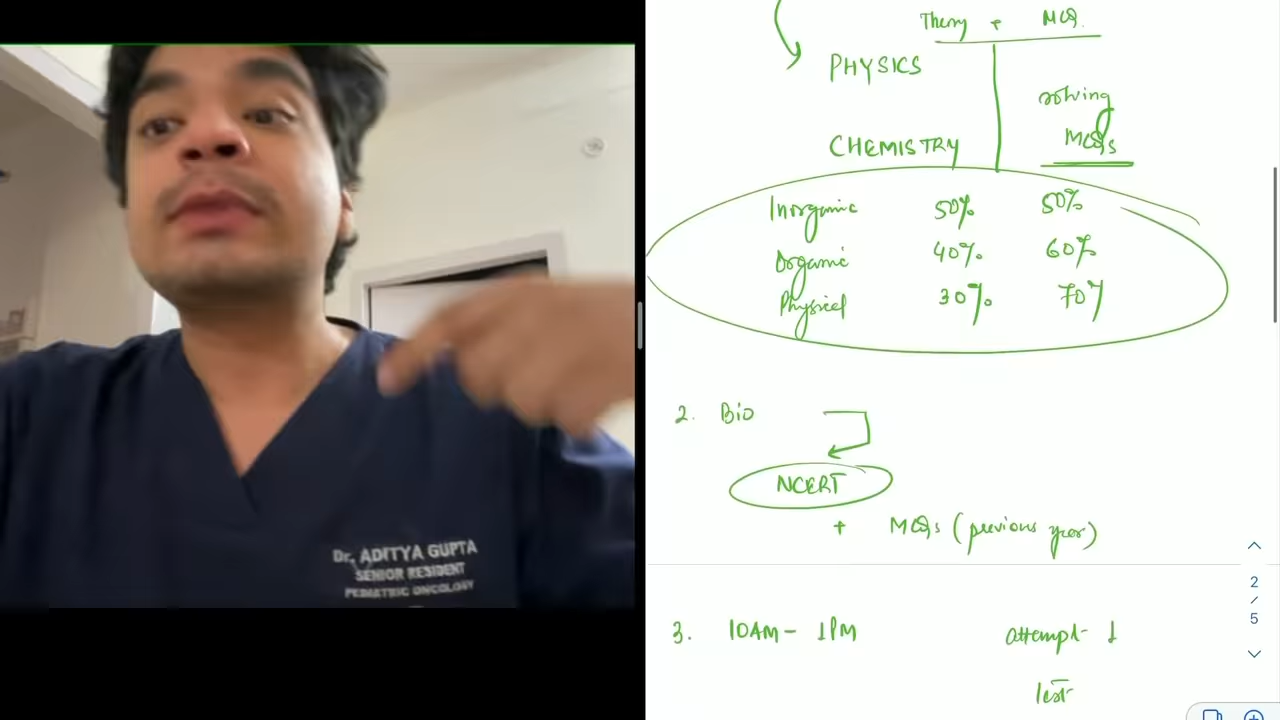 Dr. ADITYA GUPTA
SENIOR RESIDENT
PEDIATRIC ONCOLOGY
Theory + MCQ.
PHYSICS
solving
MCQs
CHEMISTRY
Inorganic 50% 50%
Organic 40% 60%
Physical 30% 70%
2. Bio
NCERT
+ MCQs (previous year)
3. 10AM - 1PM attempt 1
test
2
/
5